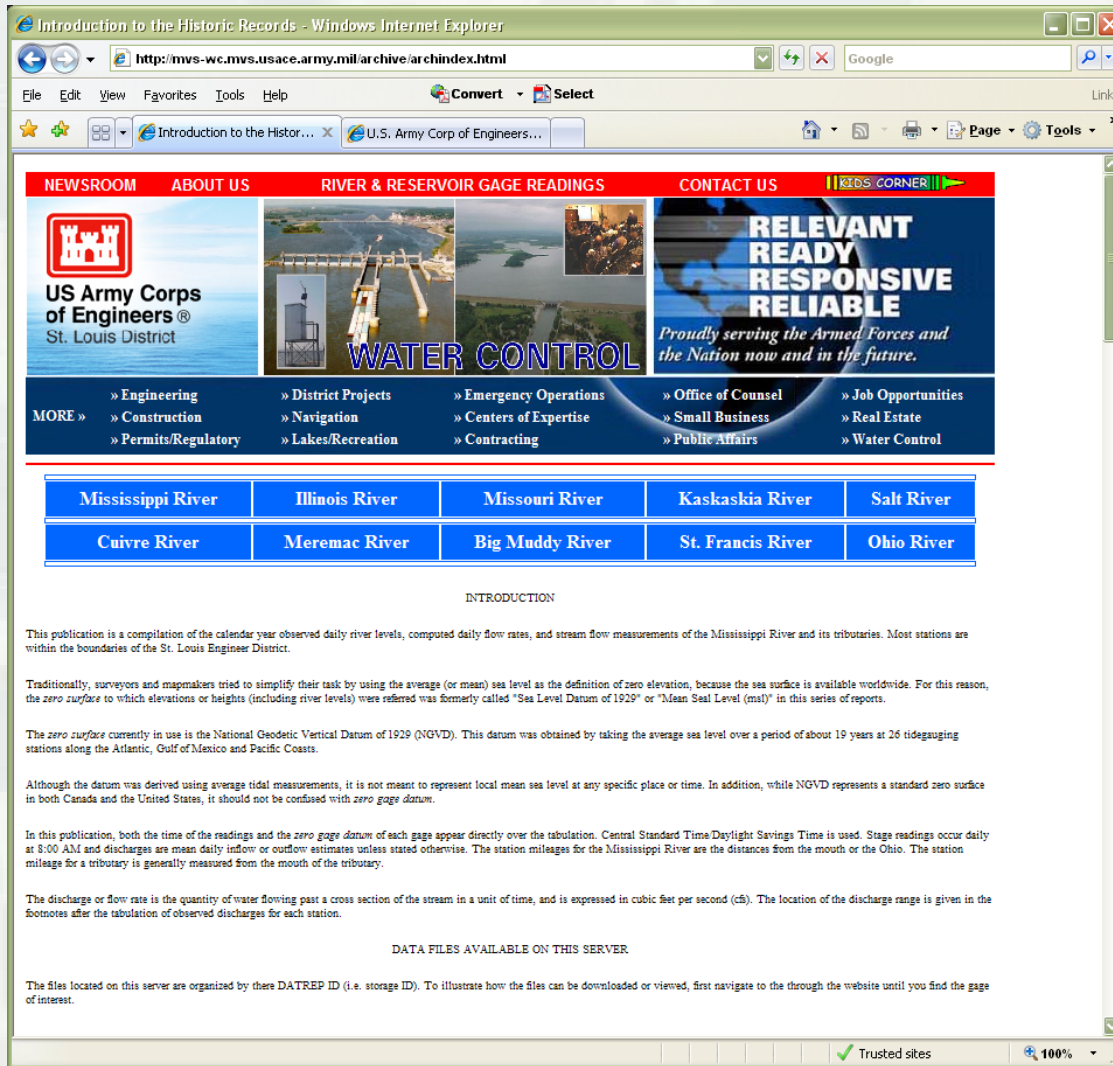 Introduction to the Historic Records - Windows Internet Explorer
http://mvs-wc.mvs.usace.army.mil/archive/archindex.html
Google
File Edit View Favorites Tools Help
Convert Select
Link
Introduction to the Histor...
U.S. Army Corp of Engineers...
Page Tools
NEWSROOM ABOUT US RIVER & RESERVOIR GAGE READINGS CONTACT US KIDS CORNER
US Army Corps
of Engineers ®
St. Louis District
WATER CONTROL
RELEVANT
READY
RESPONSIVE
RELIABLE
Proudly serving the Armed Forces and
the Nation now and in the future.
MORE »
» Engineering » District Projects » Emergency Operations » Office of Counsel » Job Opportunities
» Construction » Navigation » Centers of Expertise » Small Business » Real Estate
» Permits/Regulatory » Lakes/Recreation » Contracting » Public Affairs » Water Control
Mississippi River Illinois River Missouri River Kaskaskia River Salt River
Cuivre River Meremac River Big Muddy River St. Francis River Ohio River
INTRODUCTION
This publication is a compilation of the calendar year observed daily river levels, computed daily flow rates, and stream flow measurements of the Mississippi River and its tributaries. Most stations are
within the boundaries of the St. Louis Engineer District.
Traditionally, surveyors and mapmakers tried to simplify their task by using the average (or mean) sea level as the definition of zero elevation, because the sea surface is available worldwide. For this reason,
the zero surface to which elevations or heights (including river levels) were referred was formerly called "Sea Level Datum of 1929" or "Mean Seal Level (msl)" in this series of reports.
The zero surface currently in use is the National Geodetic Vertical Datum of 1929 (NGVD). This datum was obtained by taking the average sea level over a period of about 19 years at 26 tidegauging
stations along the Atlantic, Gulf of Mexico and Pacific Coasts.
Although the datum was derived using average tidal measurements, it is not meant to represent local mean sea level at any specific place or time. In addition, while NGVD represents a standard zero surface
in both Canada and the United States, it should not be confused with zero gage datum.
In this publication, both the time of the readings and the zero gage datum of each gage appear directly over the tabulation. Central Standard Time/Daylight Savings Time is used. Stage readings occur daily
at 8:00 AM and discharges are mean daily inflow or outflow estimates unless stated otherwise. The station mileages for the Mississippi River are the distances from the mouth or the Ohio. The station
mileage for a tributary is generally measured from the mouth of the tributary.
The discharge or flow rate is the quantity of water flowing past a cross section of the stream in a unit of time, and is expressed in cubic feet per second (cfs). The location of the discharge range is given in the
footnotes after the tabulation of observed discharges for each station.
DATA FILES AVAILABLE ON THIS SERVER
The files located on this server are organized by there DATREP ID (i.e. storage ID). To illustrate how the files can be downloaded or viewed, first navigate to the through the website until you find the gage
of interest.
Trusted sites
100%